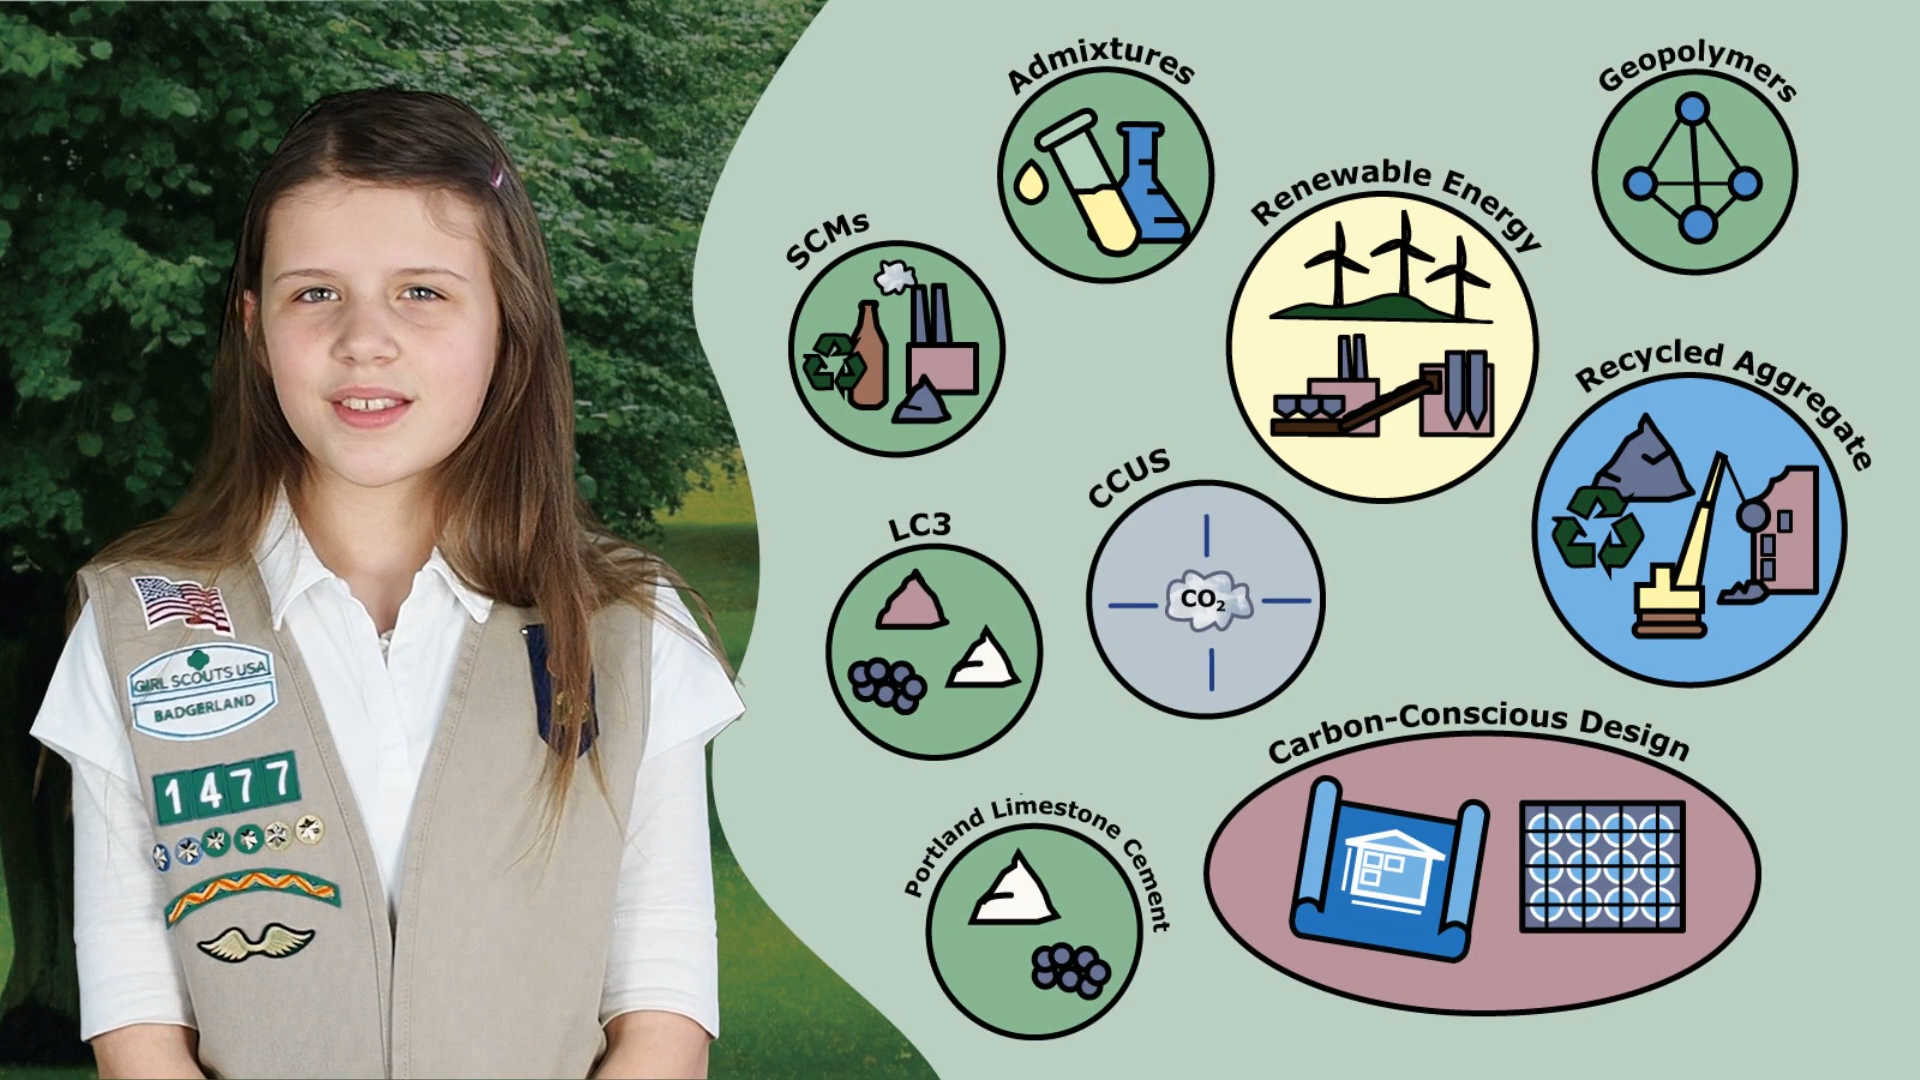 Admixtures
Geopolymers
Renewable Energy
SCMs
Recycled Aggregate
CCUS
LC3
CO₂
GIRL SCOUTS USA
BADGERLAND
Carbon-Conscious Design
1477
Portland Limestone Cement